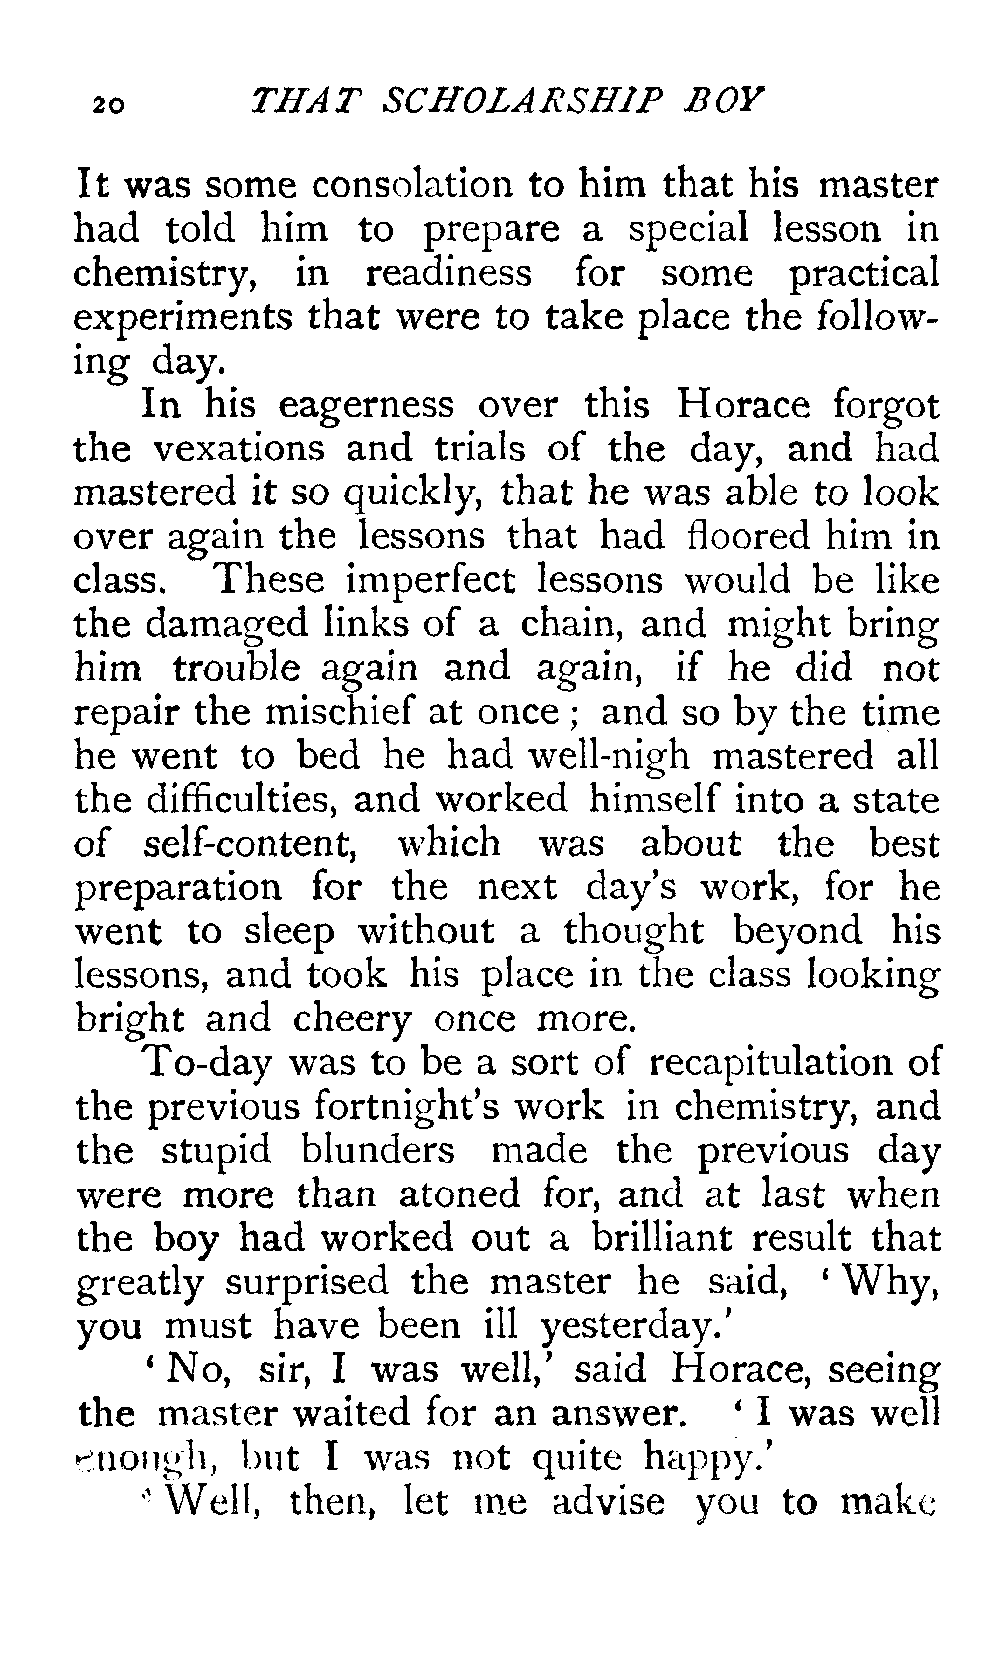 20 THAT SCHOLARSHIP BOY
It was some consolation to him that his master
had told him to prepare a special lesson in
chemistry, in readiness for some practical
experiments that were to take place the follow-
ing day.
In his eagerness over this Horace forgot
the vexations and trials of the day, and had
mastered it so quickly, that he was able to look
over again the lessons that had floored him in
class. These imperfect lessons would be like
the damaged links of a chain, and might bring
him trouble again and again, if he did not
repair the mischief at once ; and so by the time
he went to bed he had well-nigh mastered all
the difficulties, and worked himself into a state
of self-content, which was about the best
preparation for the next day's work, for he
went to sleep without a thought beyond his
lessons, and took his place in the class looking
bright and cheery once more.
To-day was to be a sort of recapitulation of
the previous fortnight's work in chemistry, and
the stupid blunders made the previous day
were more than atoned for, and at last when
the boy had worked out a brilliant result that
greatly surprised the master he said, ‘ Why,
you must have been ill yesterday.’
‘ No, sir, I was well,’ said Horace, seeing
the master waited for an answer. ‘ I was well
enough, but I was not quite happy.’
‘ Well, then, let me advise you to make